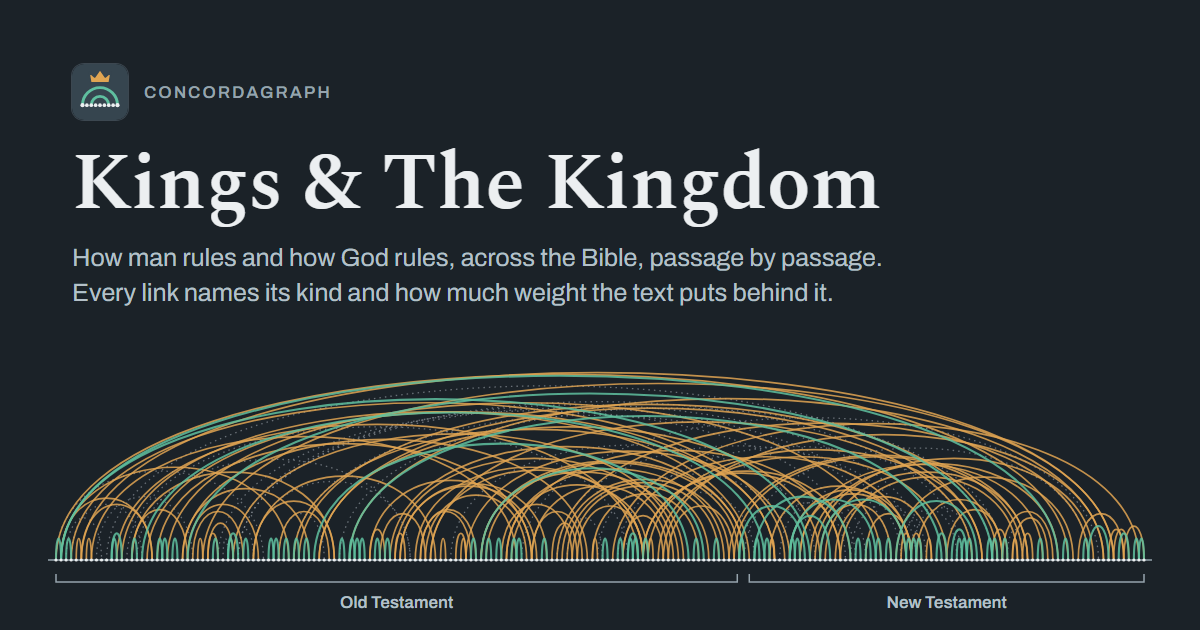 CONCORDAGRAPH
Kings & The Kingdom
How man rules and how God rules, across the Bible, passage by passage.
Every link names its kind and how much weight the text puts behind it.
Old Testament
New Testament